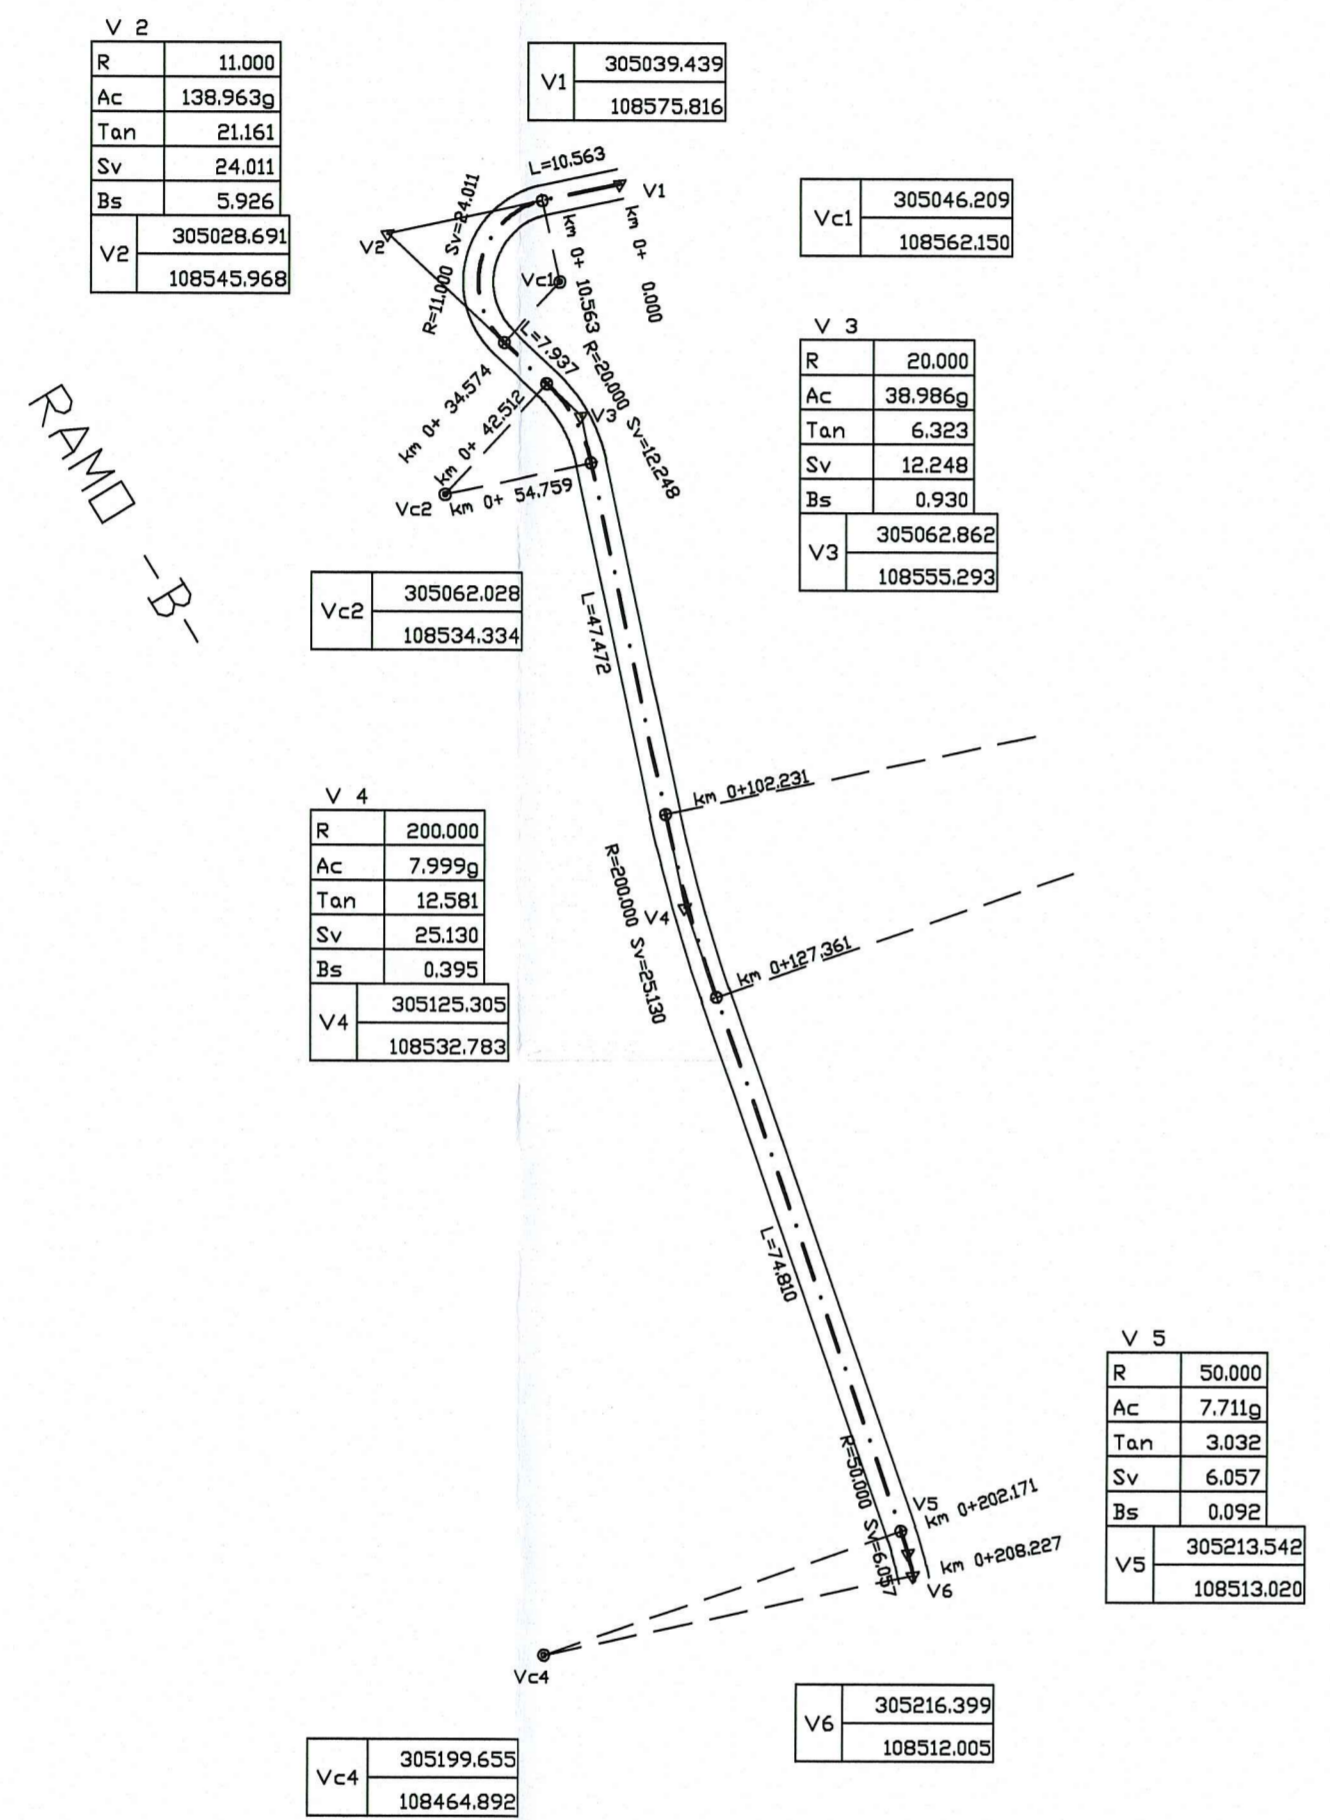 V 2
R 11.000
Ac 138.963g
Tan 21.161
Sv 24.011
Bs 5.926
V2 305028.691
108545.968
V1 305039.439
108575.816
Vc1 305046.209
108562.150
V 3
R 20.000
Ac 38.986g
Tan 6.323
Sv 12.248
Bs 0.930
V3 305062.862
108555.293
L=10.563
V1
km 0+ 0.000
R=11.000 Sv=24.011
V2
Vc1
km 0+ 10.563
L=7.937
R=20.000 Sv=12.248
km 0+ 34.574
km 0+ 42.512
V3
Vc2
km 0+ 54.759
RAMO -B-
Vc2 305062.028
108534.334
L=47.472
km 0+102.231
V 4
R 200.000
Ac 7.999g
Tan 12.581
Sv 25.130
Bs 0.395
V4 305125.305
108532.783
R=200.000 Sv=25.130
V4
km 0+127.361
L=74.810
V 5
R 50.000
Ac 7.711g
Tan 3.032
Sv 6.057
Bs 0.092
V5 305213.542
108513.020
R=50.000 Sv=6.057
V5
km 0+202.171
km 0+208.227
V6
Vc4
V6 305216.399
108512.005
Vc4 305199.655
108464.892